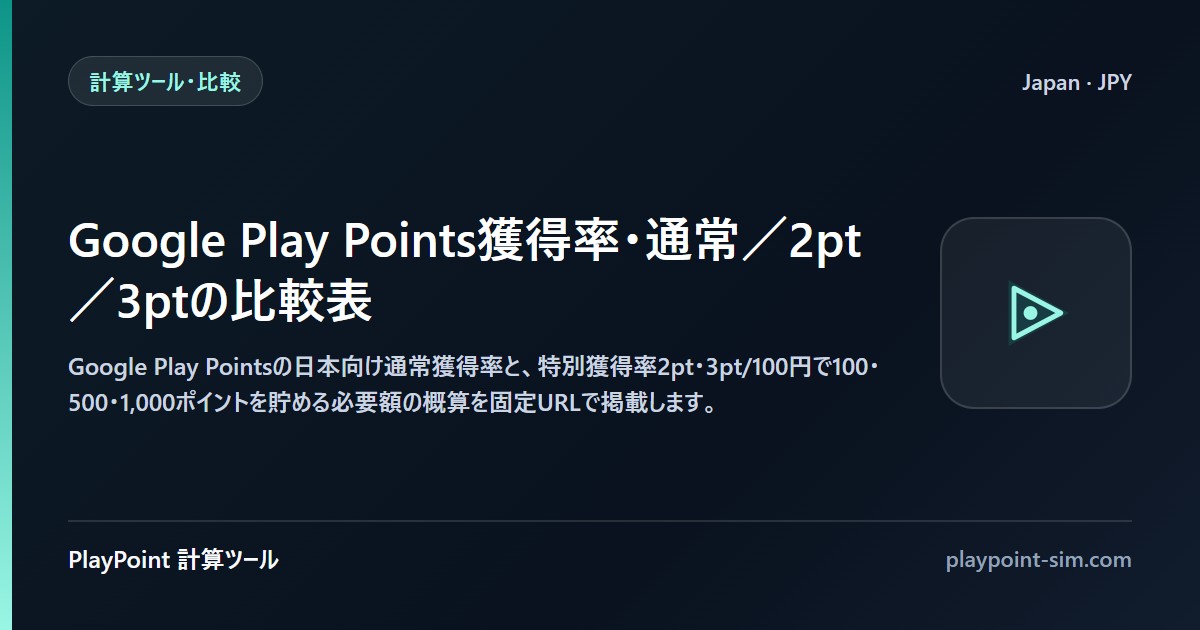 計算ツール・比較
Japan · JPY
Google Play Points獲得率・通常／2pt
／3ptの比較表
Google Play Pointsの日本向け通常獲得率と、特別獲得率2pt・3pt/100円で100・
500・1,000ポイントを貯める必要額の概算を固定URLで掲載します。
PlayPoint 計算ツール
playpoint-sim.com